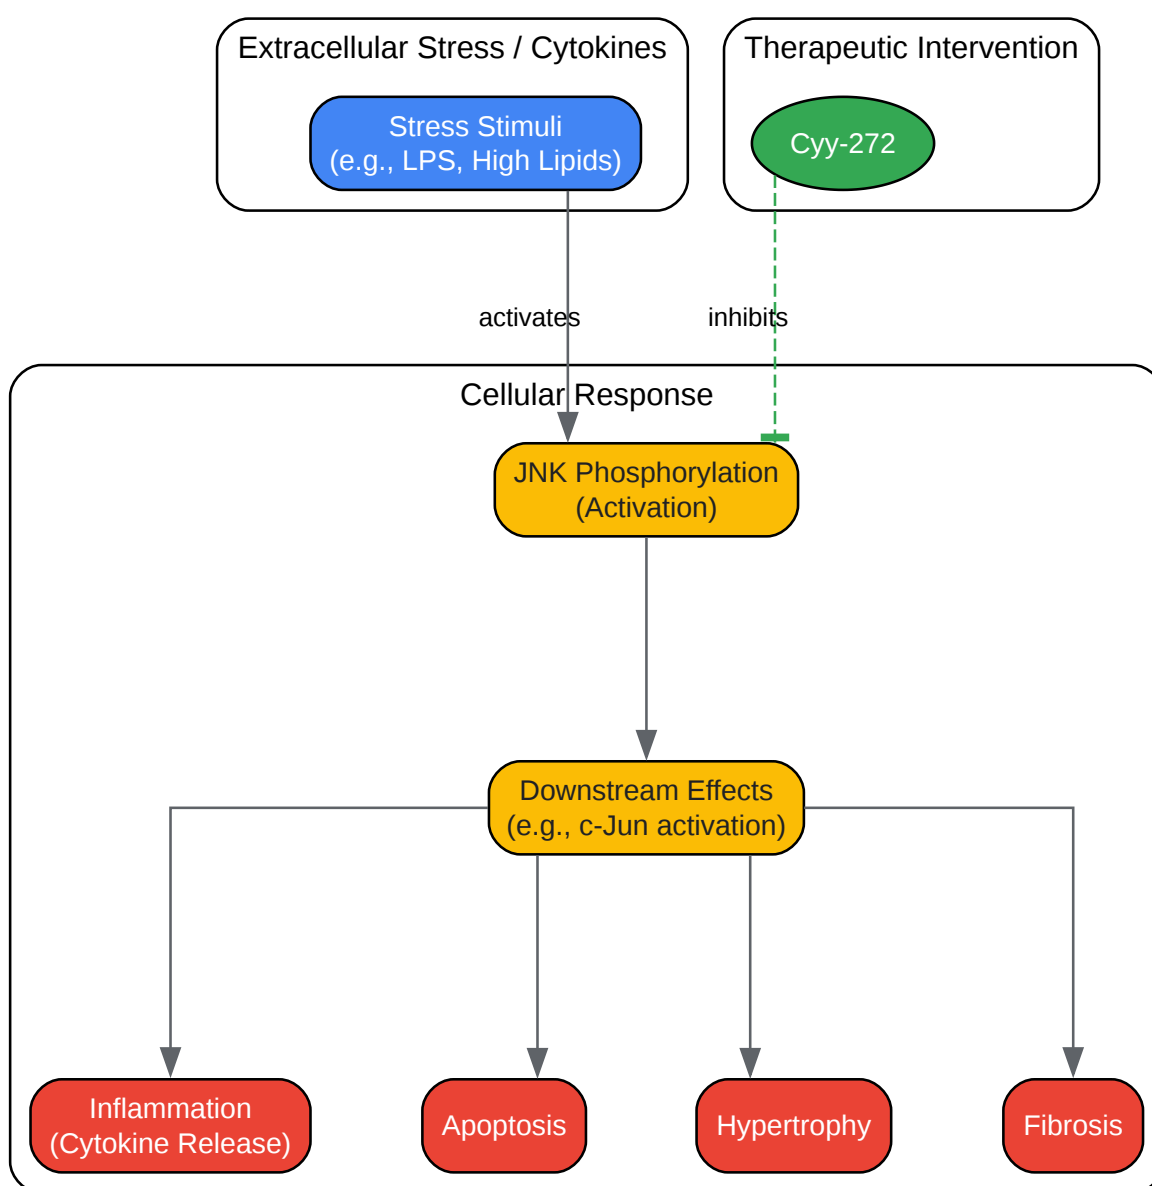 Extracellular Stress / Cytokines
Therapeutic Intervention
Stress Stimuli
(e.g., LPS, High Lipids)
Cyy-272
activates
inhibits
Cellular Response
JNK Phosphorylation
(Activation)
Downstream Effects
(e.g., c-Jun activation)
Inflammation
(Cytokine Release)
Apoptosis
Hypertrophy
Fibrosis